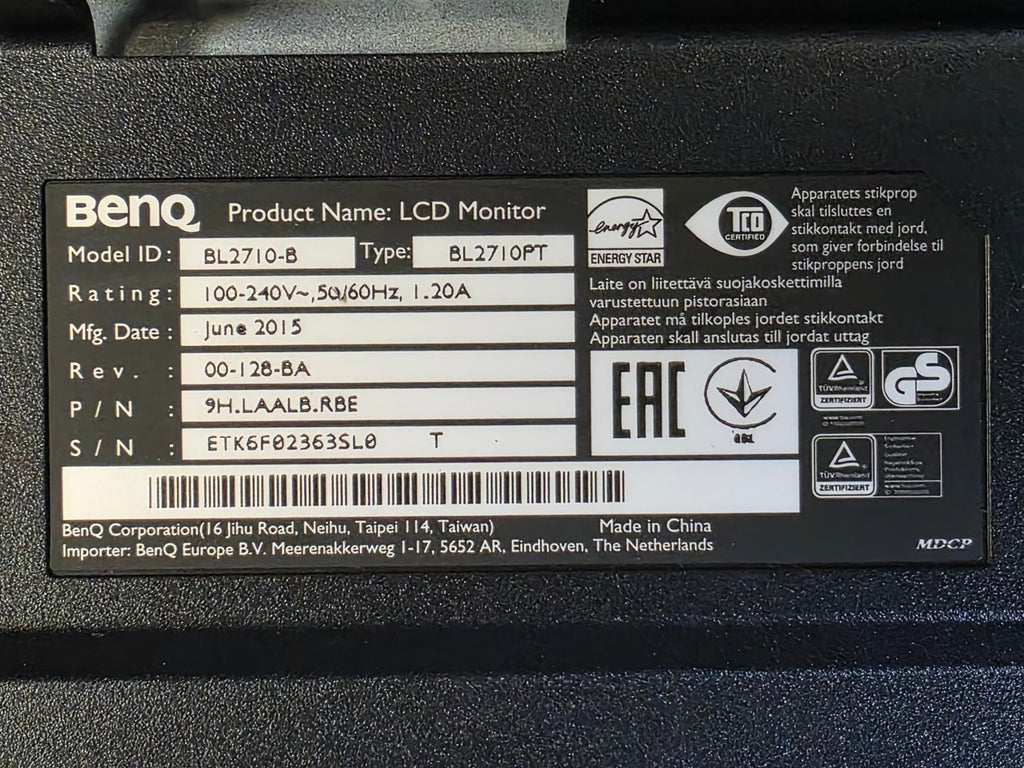 BenQ Product Name: LCD Monitor
Model ID: BL2710-B Type: BL2710PT
Rating: 100-240V~, 50/60Hz, 1.20A
Mfg. Date: June 2015
Rev. : 00-128-BA
P/N : 9H.LAALB.RBE
S/N : ETK6F02363SL0 T
energy
ENERGY STAR
TCO
CERTIFIED
Apparatets stikprop
skal tilsluttes en
stikkontakt med jord,
som giver forbindelse til
stikproppens jord
Laite on liitettävä suojakoskettimilla
varustettuun pistorasiaan
Apparatet må tilkoples jordet stikkontakt
Apparaten skall anslutas till jordat uttag
EAC
TÜVRheinland
ZERTIFIZIERT
GS
TÜVRheinland
ZERTIFIZIERT
BenQ Corporation(16 Jihu Road, Neihu, Taipei 114, Taiwan) Made in China
Importer: BenQ Europe B.V. Meerenakkerweg 1-17, 5652 AR, Eindhoven, The Netherlands
MDCP